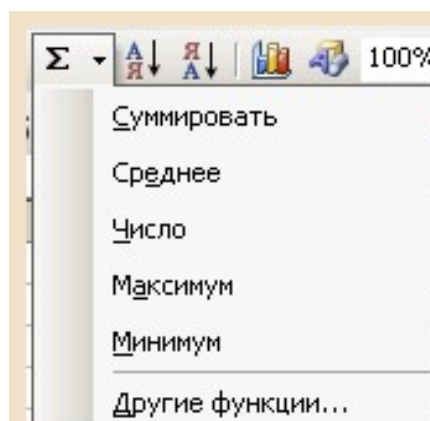 Σ А Я Я А 100%
Суммировать
Среднее
Число
Максимум
Минимум
Другие функции...